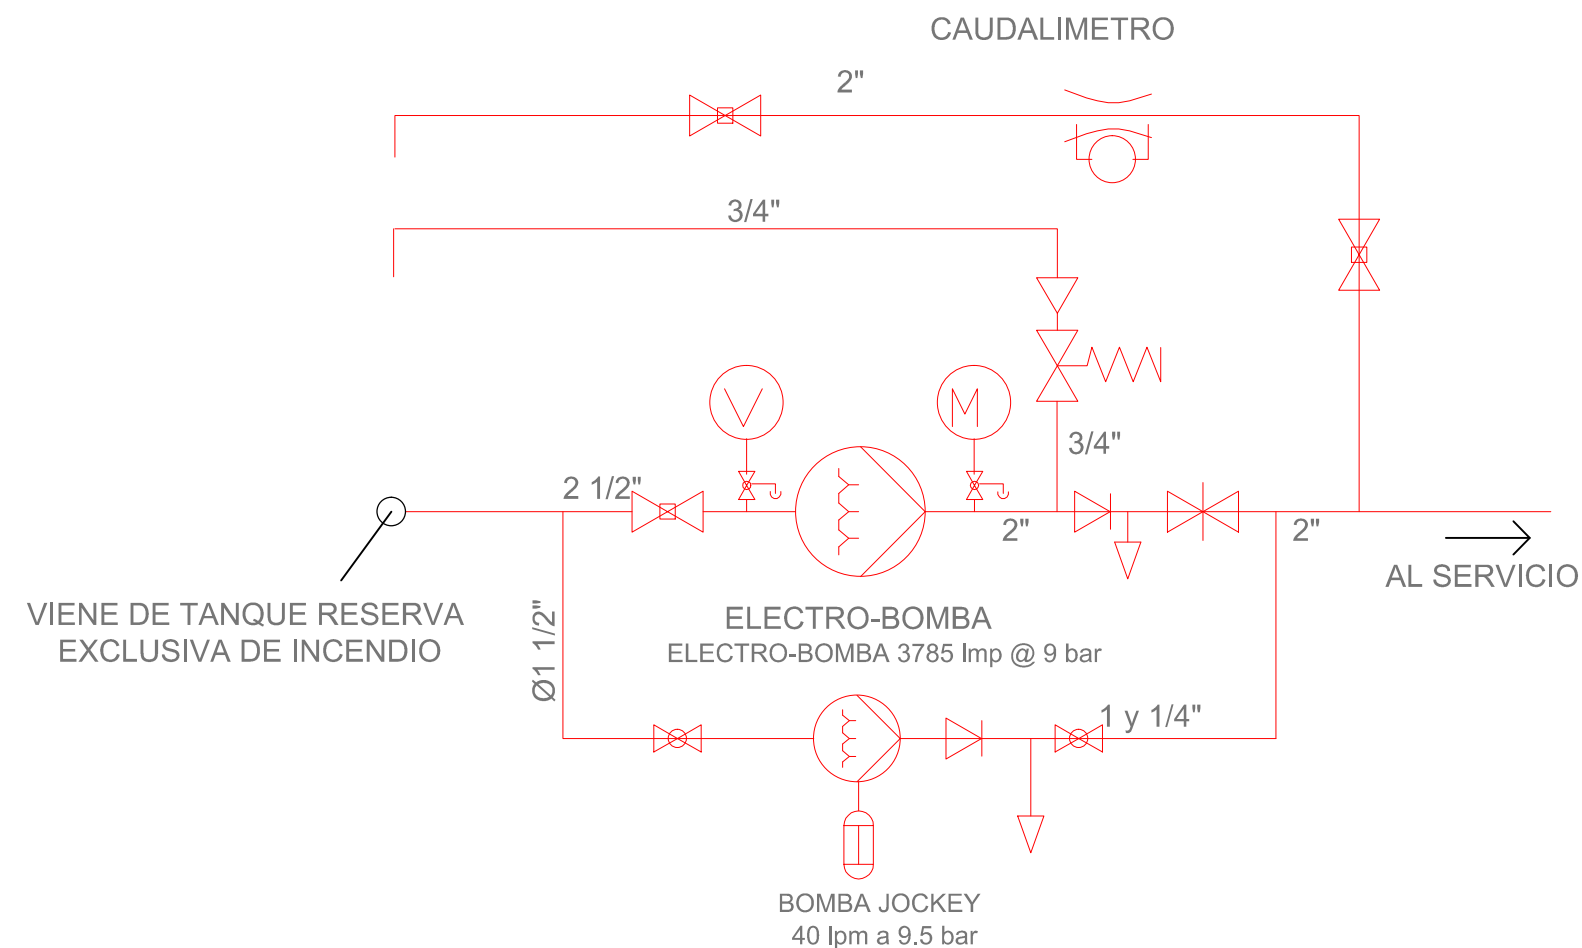 CAUDALIMETRO
2"
3/4"
V
M
3/4"
2 1/2"
2"
2"
AL SERVICIO
VIENE DE TANQUE RESERVA
EXCLUSIVA DE INCENDIO
Ø1 1/2"
ELECTRO-BOMBA
ELECTRO-BOMBA 3785 lmp @ 9 bar
1 y 1/4"
BOMBA JOCKEY
40 lpm a 9.5 bar